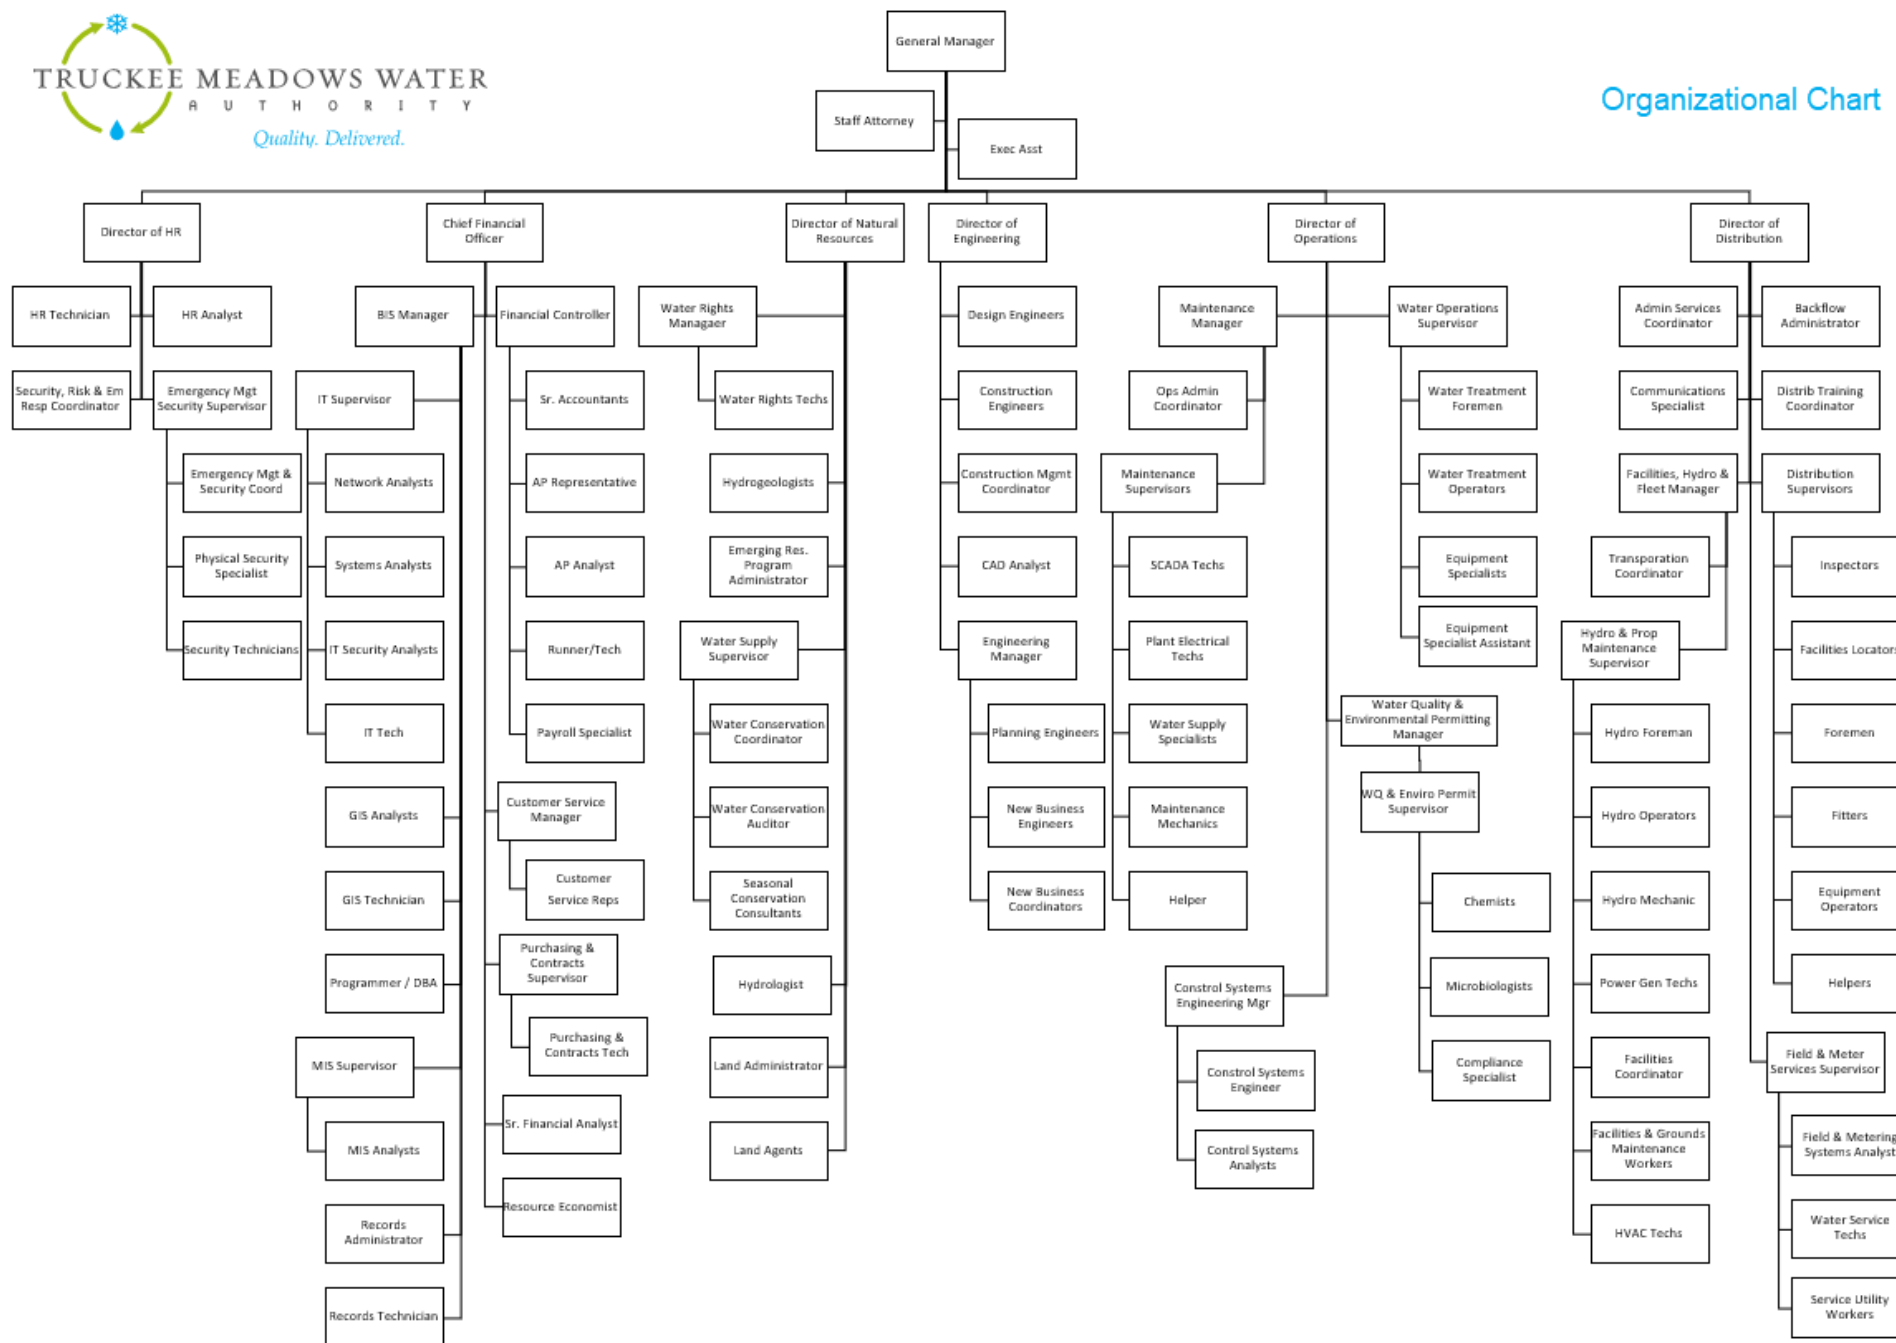 TRUCKEE MEADOWS WATER
AUTHORITY
Quality. Delivered.
Organizational Chart
General Manager
Staff Attorney
Exec Asst
Director of HR
Chief Financial
Officer
Director of Natural
Resources
Director of
Engineering
Director of
Operations
Director of
Distribution
HR Technician
HR Analyst
Security, Risk & Em
Resp Coordinator
Emergency Mgt
Security Supervisor
Emergency Mgt &
Security Coord
Physical Security
Specialist
Security Technicians
BIS Manager
IT Supervisor
Network Analysts
Systems Analysts
IT Security Analysts
IT Tech
GIS Analysts
GIS Technician
Programmer / DBA
MIS Supervisor
MIS Analysts
Records
Administrator
Records Technician
Financial Controller
Sr. Accountants
AP Representative
AP Analyst
Runner/Tech
Payroll Specialist
Customer Service
Manager
Customer
Service Reps
Purchasing &
Contracts
Supervisor
Purchasing &
Contracts Tech
Sr. Financial Analyst
Resource Economist
Water Rights
Managaer
Water Rights Techs
Hydrogeologists
Emerging Res.
Program
Administrator
Water Supply
Supervisor
Water Conservation
Coordinator
Water Conservation
Auditor
Seasonal
Conservation
Consultants
Hydrologist
Land Administrator
Land Agents
Design Engineers
Construction
Engineers
Construction Mgmt
Coordinator
CAD Analyst
Engineering
Manager
Planning Engineers
New Business
Engineers
New Business
Coordinators
Maintenance
Manager
Ops Admin
Coordinator
Maintenance
Supervisors
SCADA Techs
Plant Electrical
Techs
Water Supply
Specialists
Maintenance
Mechanics
Helper
Constrol Systems
Engineering Mgr
Constrol Systems
Engineer
Control Systems
Analysts
Water Operations
Supervisor
Water Treatment
Foremen
Water Treatment
Operators
Equipment
Specialists
Equipment
Specialist Assistant
Water Quality &
Environmental Permitting
Manager
WQ & Enviro Permit
Supervisor
Chemists
Microbiologists
Compliance
Specialist
Admin Services
Coordinator
Communications
Specialist
Facilities, Hydro &
Fleet Manager
Transporation
Coordinator
Hydro & Prop
Maintenance
Supervisor
Hydro Foreman
Hydro Operators
Hydro Mechanic
Power Gen Techs
Facilities
Coordinator
Facilities & Grounds
Maintenance
Workers
HVAC Techs
Backflow
Administrator
Distrib Training
Coordinator
Distribution
Supervisors
Inspectors
Facilities Locators
Foremen
Fitters
Equipment
Operators
Helpers
Field & Meter
Services Supervisor
Field & Metering
Systems Analyst
Water Service
Techs
Service Utility
Workers